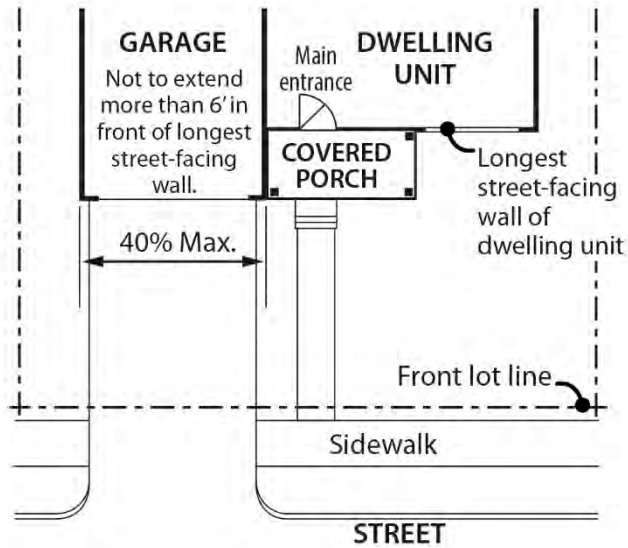 GARAGE
Not to extend
more than 6' in
front of longest
street-facing
wall.
Main
entrance
DWELLING
UNIT
COVERED
PORCH
Longest
street-facing
wall of
dwelling unit
40% Max.
Front lot line
Sidewalk
STREET